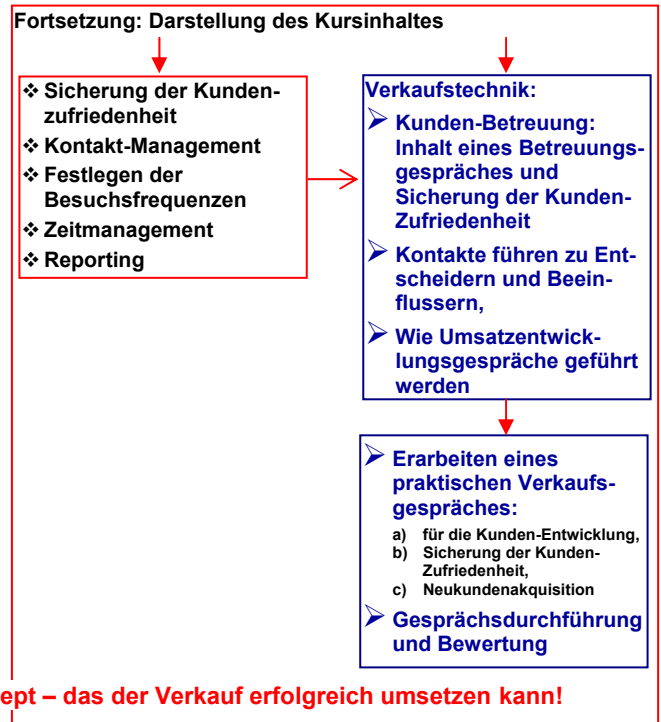 Fortsetzung: Darstellung des Kursinhaltes
❖ Sicherung der Kunden-
zufriedenheit
❖ Kontakt-Management
❖ Festlegen der
Besuchsfrequenzen
❖ Zeitmanagement
❖ Reporting
Verkaufstechnik:
➢ Kunden-Betreuung:
Inhalt eines Betreuungs-
gespräches und
Sicherung der Kunden-
Zufriedenheit
➢ Kontakte führen zu Ent-
scheidern und Beein-
flussern,
➢ Wie Umsatzentwick-
lungsgespräche geführt
werden
➢ Erarbeiten eines
praktischen Verkaufs-
gespräches:
a) für die Kunden-Entwicklung,
b) Sicherung der Kunden-
Zufriedenheit,
c) Neukundenakquisition
➢ Gesprächsdurchführung
und Bewertung
ept – das der Verkauf erfolgreich umsetzen kann!